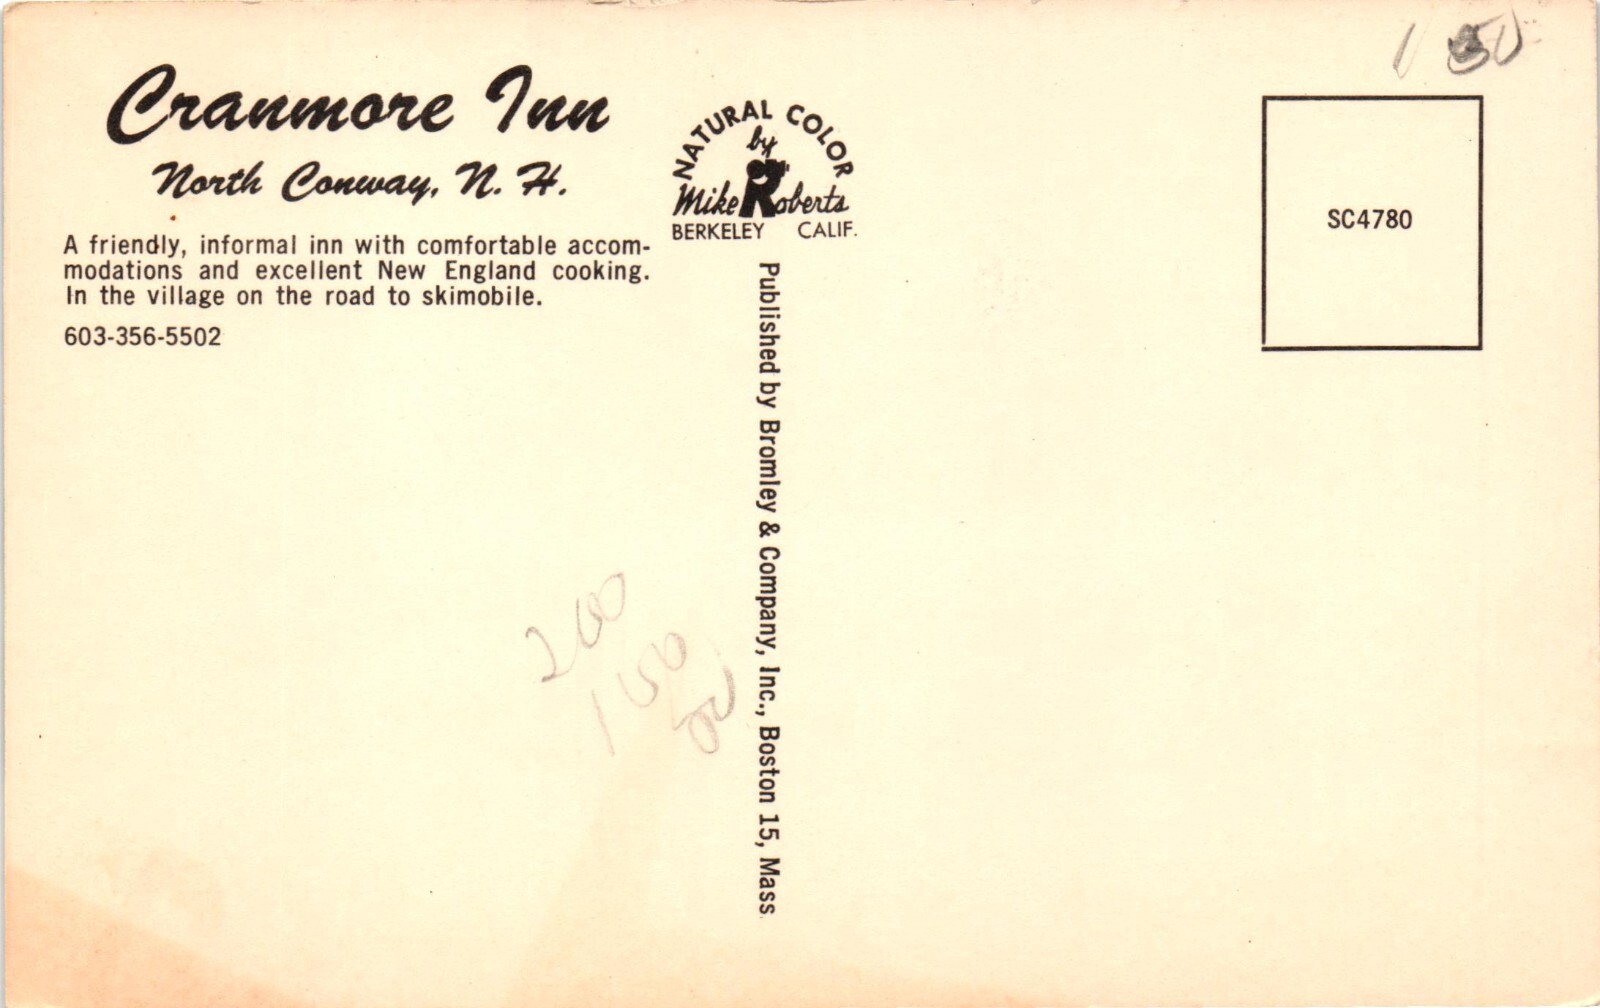 Cranmore Inn
North Conway, N. H.
A friendly, informal inn with comfortable accom-
modations and excellent New England cooking.
In the village on the road to skimobile.
603-356-5502
NATURAL COLOR
by
Mike Roberts
BERKELEY CALIF.
Published by Bromley & Company, Inc., Boston 15, Mass.
SC4780
200
150